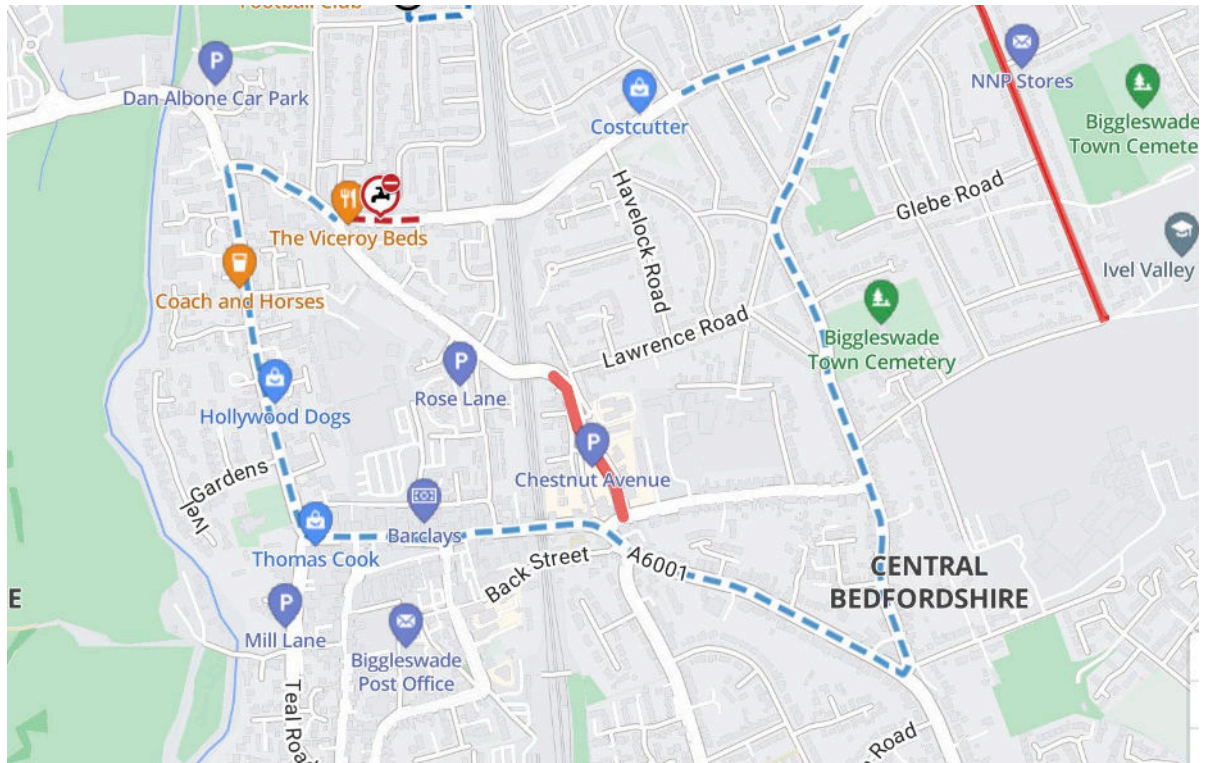 Football Club
P
Dan Albone Car Park
NNP Stores
Costcutter
Biggleswade
Town Cemete
Havelock Road
Glebe Road
The Viceroy Beds
Ivel Valley
Coach and Horses
Lawrence Road
Biggleswade
Town Cemetery
P
Rose Lane
Hollywood Dogs
P
Chestnut Avenue
Ivel Gardens
Barclays
Thomas Cook
Back Street
A6001
CENTRAL
BEDFORDSHIRE
E
P
Mill Lane
Biggleswade
Post Office
Teal Road
Road